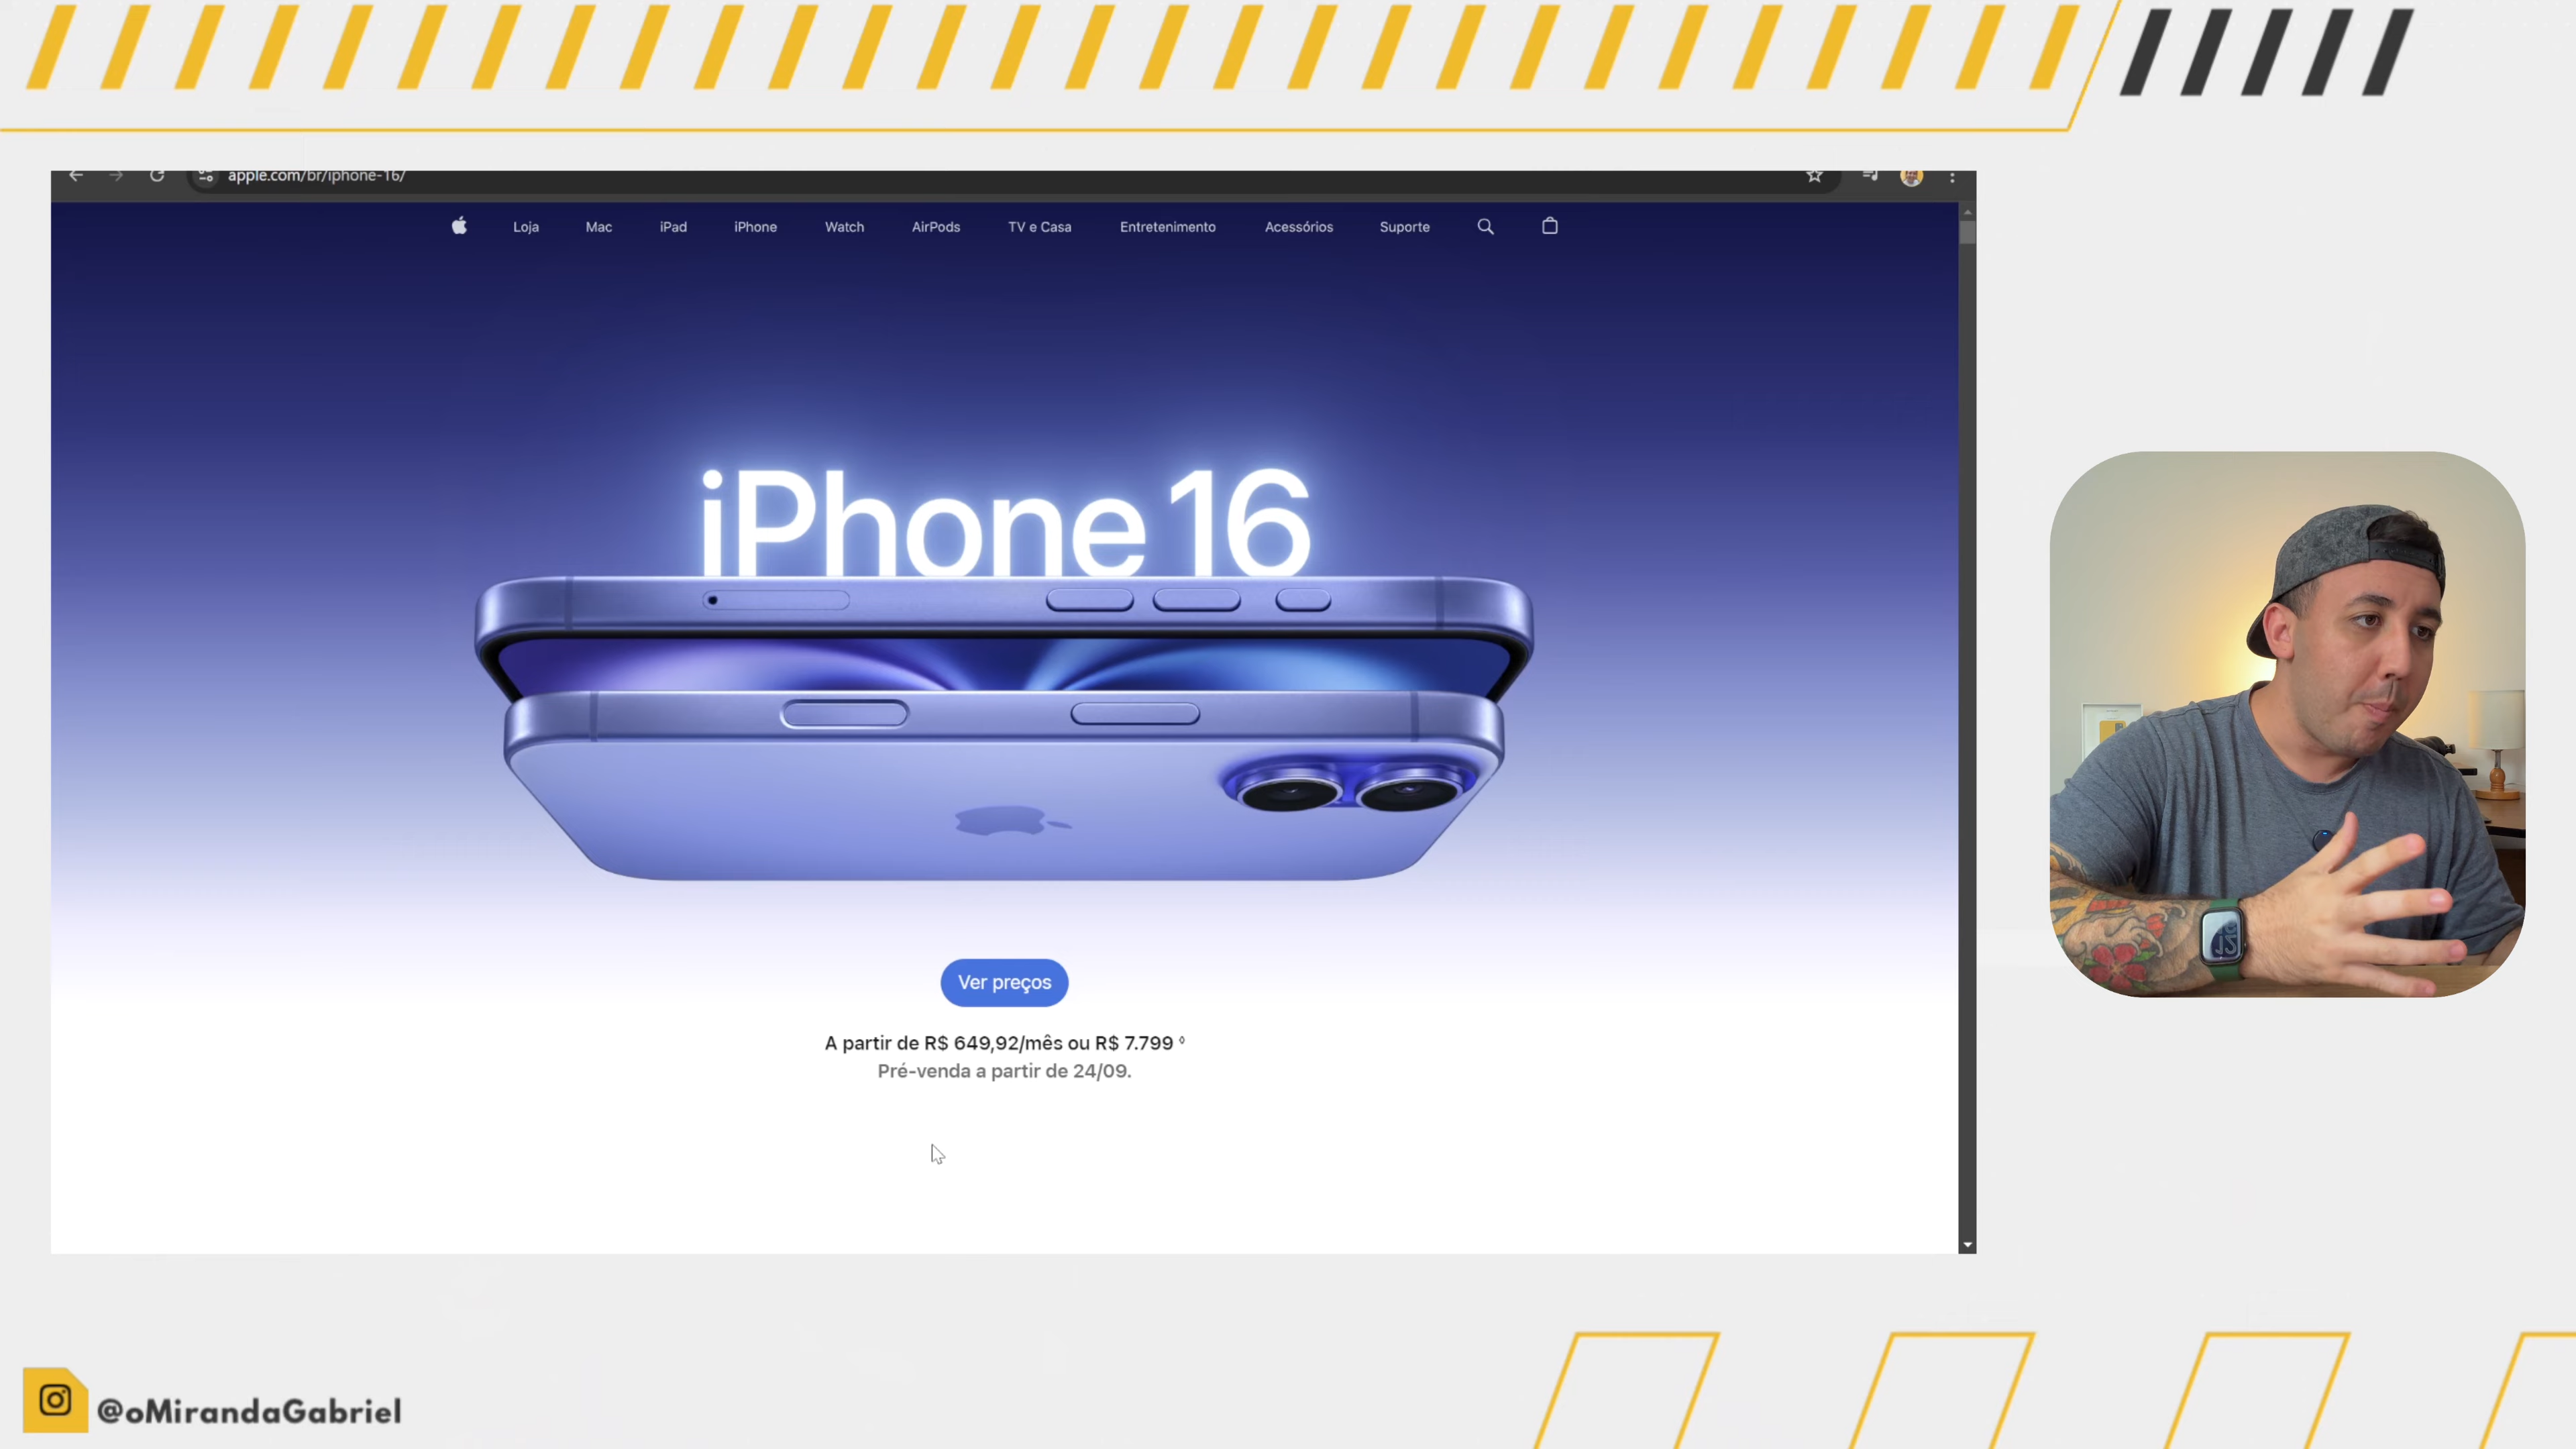 apple.com/br/iphone-16/
Loja Mac iPad iPhone Watch AirPods TV e Casa Entretenimento Acessórios Suporte
iPhone 16
Ver preços
A partir de R$ 649,92/mês ou R$ 7.799 ◊
Pré-venda a partir de 24/09.
@oMirandaGabriel